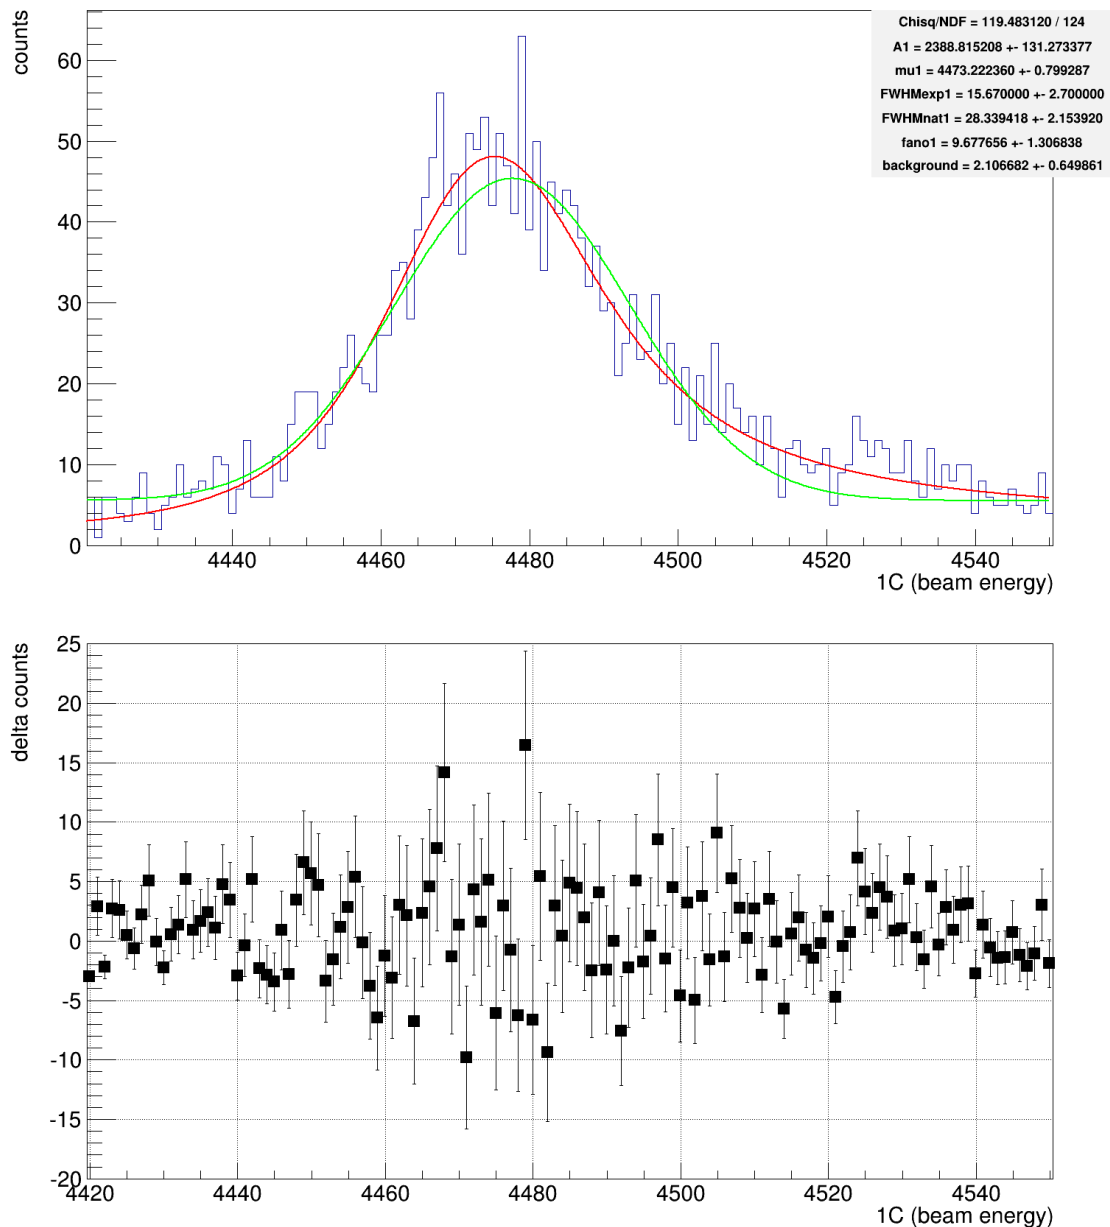 counts
60
50
40
30
20
10
0
Chisq/NDF = 119.483120 / 124
A1 = 2388.815208 +- 131.273377
mu1 = 4473.222360 +- 0.799287
FWHMexp1 = 15.670000 +- 2.700000
FWHMnat1 = 28.339418 +- 2.153920
fano1 = 9.677656 +- 1.306838
background = 2.106682 +- 0.649861
4440 4460 4480 4500 4520 4540
1C (beam energy)
delta counts
25
20
15
10
5
0
-5
-10
-15
-20
4420 4440 4460 4480 4500 4520 4540
1C (beam energy)